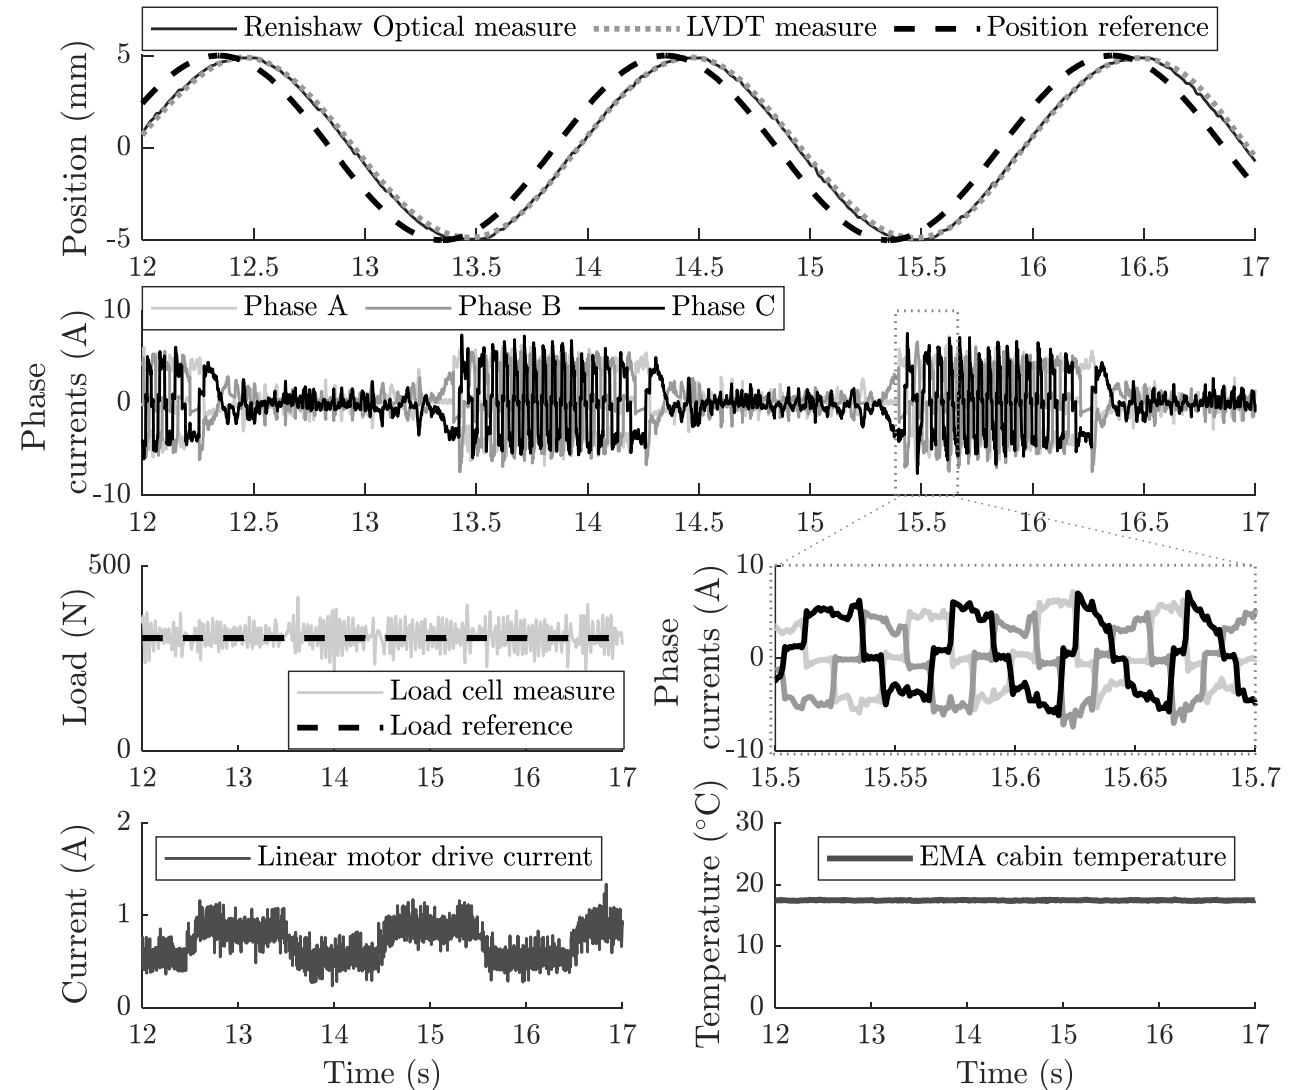 Renishaw Optical measure LVDT measure Position reference
Position (mm)
5
0
-5
12 12.5 13 13.5 14 14.5 15 15.5 16 16.5 17
Phase A Phase B Phase C
Phase
currents (A)
10
0
-10
12 12.5 13 13.5 14 14.5 15 15.5 16 16.5 17
Load (N)
500
0
Load cell measure
Load reference
12 13 14 15 16 17
Phase
currents (A)
10
0
-10
15.5 15.55 15.6 15.65 15.7
Current (A)
2
1
0
Linear motor drive current
12 13 14 15 16 17
Time (s)
Temperature (°C)
30
20
10
0
EMA cabin temperature
12 13 14 15 16 17
Time (s)